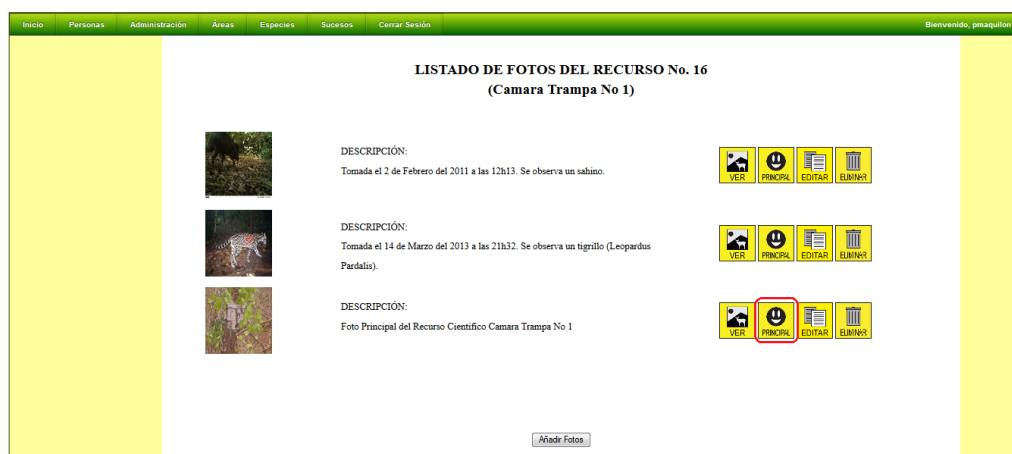 Inicio Personas Administración Áreas Especies Sucesos Cerrar Sesión Bienvenido, pmaquilon
LISTADO DE FOTOS DEL RECURSO No. 16
(Camara Trampa No 1)
DESCRIPCIÓN:
Tomada el 2 de Febrero del 2011 a las 12h13. Se observa un sahino.
VER PRINCIPAL EDITAR ELIMINAR
DESCRIPCIÓN:
Tomada el 14 de Marzo del 2013 a las 21h32. Se observa un tigrillo (Leopardus
Pardalis).
VER PRINCIPAL EDITAR ELIMINAR
DESCRIPCIÓN:
Foto Principal del Recurso Cientifico Camara Trampa No 1
VER PRINCIPAL EDITAR ELIMINAR
Añadir Fotos